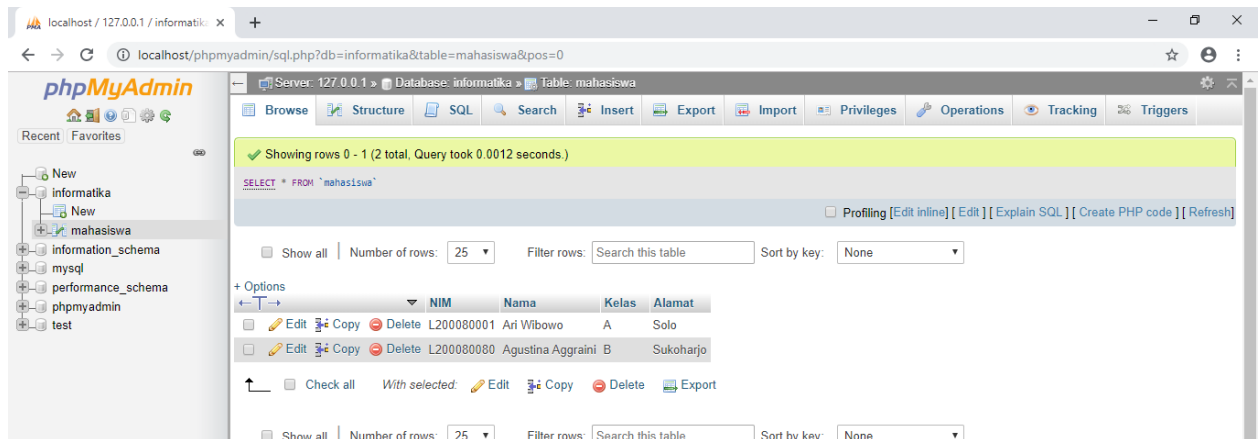 localhost / 127.0.0.1 / informatik
localhost/phpmyadmin/sql.php?db=informatika&table=mahasiswa&pos=0
phpMyAdmin
Recent Favorites
New
informatika
New
mahasiswa
information_schema
mysql
performance_schema
phpmyadmin
test
Server: 127.0.0.1 » Database: informatika » Table: mahasiswa
Browse Structure SQL Search Insert Export Import Privileges Operations Tracking Triggers
Showing rows 0 - 1 (2 total, Query took 0.0012 seconds.)
SELECT * FROM `mahasiswa`
Profiling [Edit inline] [ Edit ] [ Explain SQL ] [ Create PHP code ] [ Refresh]
Show all | Number of rows: 25 Filter rows: Search this table Sort by key: None
+ Options
←T→ NIM Nama Kelas Alamat
Edit Copy Delete L200080001 Ari Wibowo A Solo
Edit Copy Delete L200080080 Agustina Aggraini B Sukoharjo
Check all With selected: Edit Copy Delete Export
Show all | Number of rows: 25 Filter rows: Search this table Sort by key: None